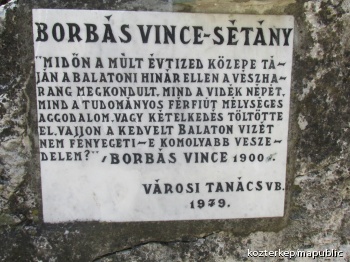 BORBÁS VINCE-SÉTÁNY
"MIDŐN A MÚLT ÉVTIZED KÖZEPE TÁ-
JÁN A BALATONI HINÁR ELLEN A VÉSZHA-
RANG MEGKONDULT, MIND A VIDÉK NÉPÉT,
MIND A TUDOMÁNYOS FÉRFIÚT MÉLYSÉGES
AGGODALOM, VAGY KÉTELKEDÉS TÖLTÖTTE
EL, VAJJON A KEDVELT BALATON VIZÉT
NEM FENYEGETI-E KOMOLYABB VESZE-
DELEM?" /BORBÁS VINCE 1900/.
VÁROSI TANÁCS VB.
1979.
kozterkep/mapublic